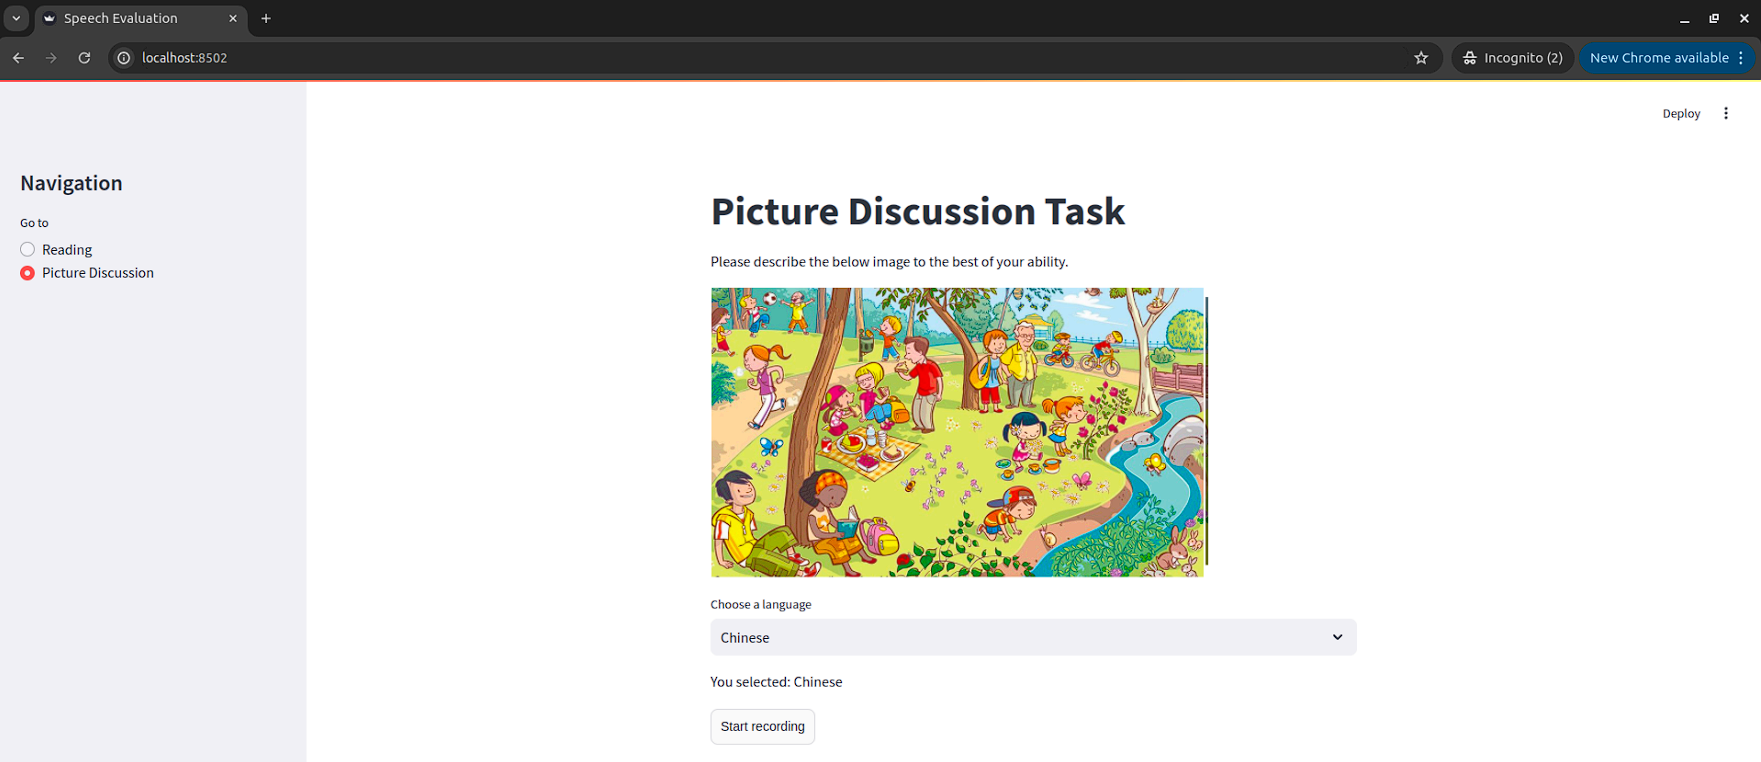 Speech Evaluation
localhost:8502
Incognito (2)
New Chrome available
Deploy
Navigation
Go to
Reading
Picture Discussion
Picture Discussion Task
Please describe the below image to the best of your ability.
Choose a language
Chinese
You selected: Chinese
Start recording